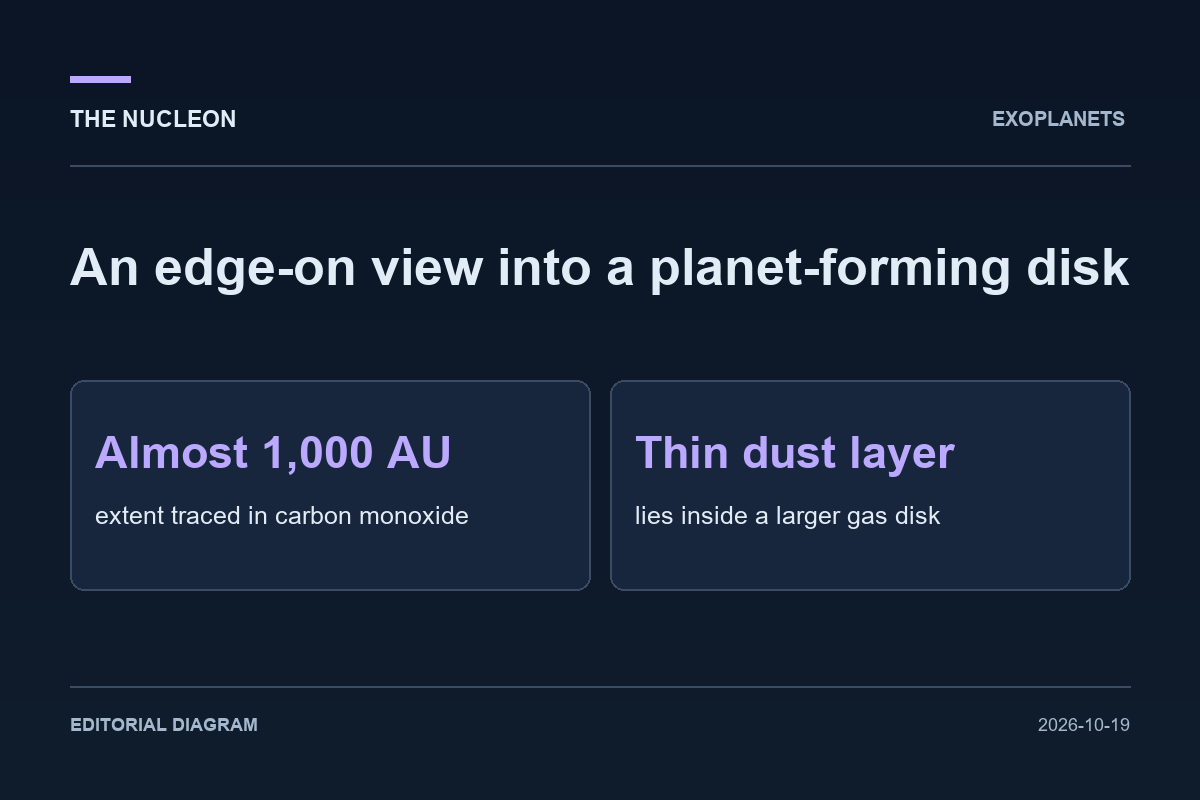 THE NUCLEON
EXOPLANETS
An edge-on view into a planet-forming disk
Almost 1,000 AU
extent traced in carbon monoxide
Thin dust layer
lies inside a larger gas disk
EDITORIAL DIAGRAM
2026-10-19